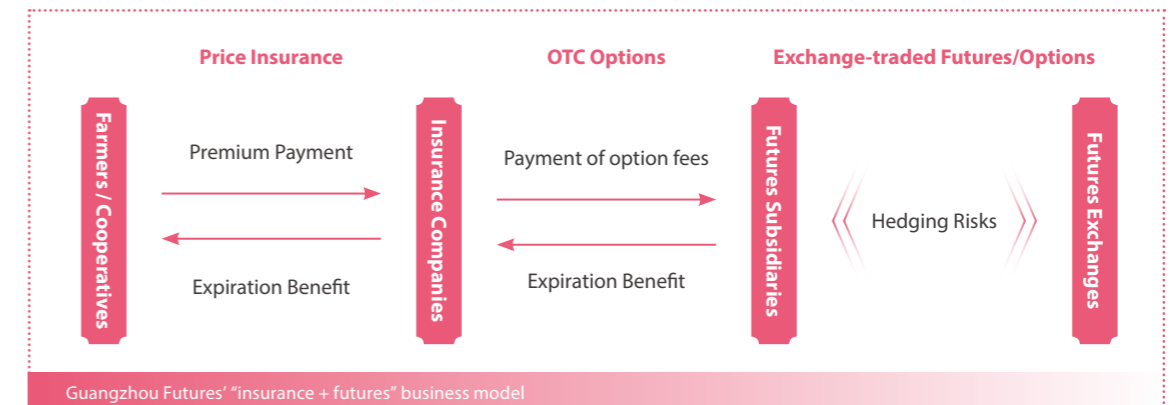 Price Insurance
OTC Options
Exchange-traded Futures/Options
Farmers / Cooperatives
Premium Payment
Expiration Benefit
Insurance Companies
Payment of option fees
Expiration Benefit
Futures Subsidiaries
Hedging Risks
Futures Exchanges
Guangzhou Futures’ “insurance + futures” business model